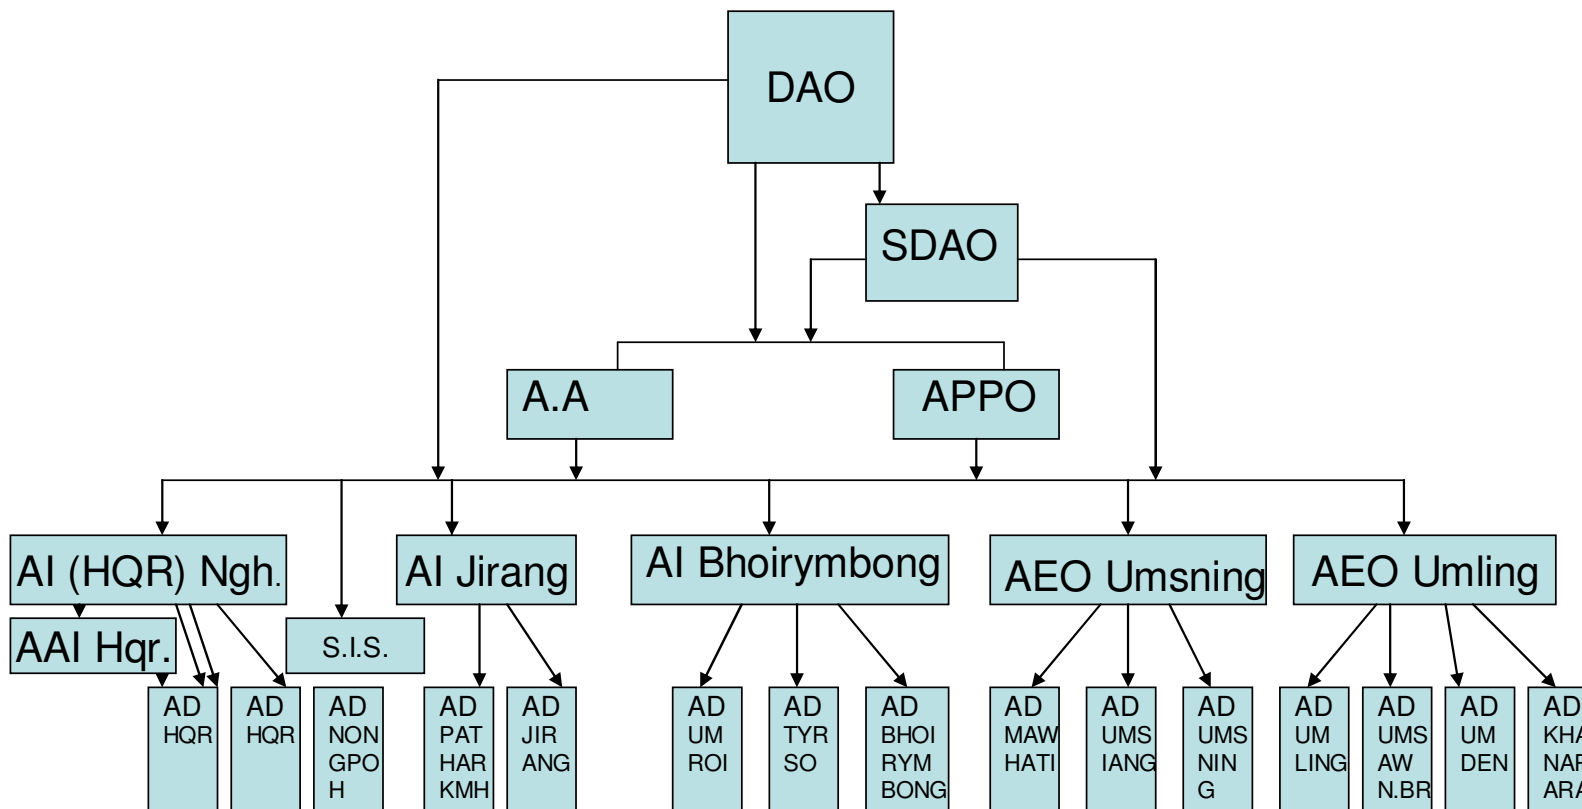 DAO
SDAO
A.A
APPO
AI (HQR) Ngh.
AI Jirang
AI Bhoirymbong
AEO Umsning
AEO Umling
AAI Hqr.
S.I.S.
AD
HQR
AD
HQR
AD
NON
GPO
H
AD
PAT
HAR
KMH
AD
JIR
ANG
AD
UM
ROI
AD
TYR
SO
AD
BHOI
RYM
BONG
AD
MAW
HATI
AD
UMS
IANG
AD
UMS
NIN
G
AD
UM
LING
AD
UMS
AW
N.BR
AD
UM
DEN
AD
KHA
NAR
ARA